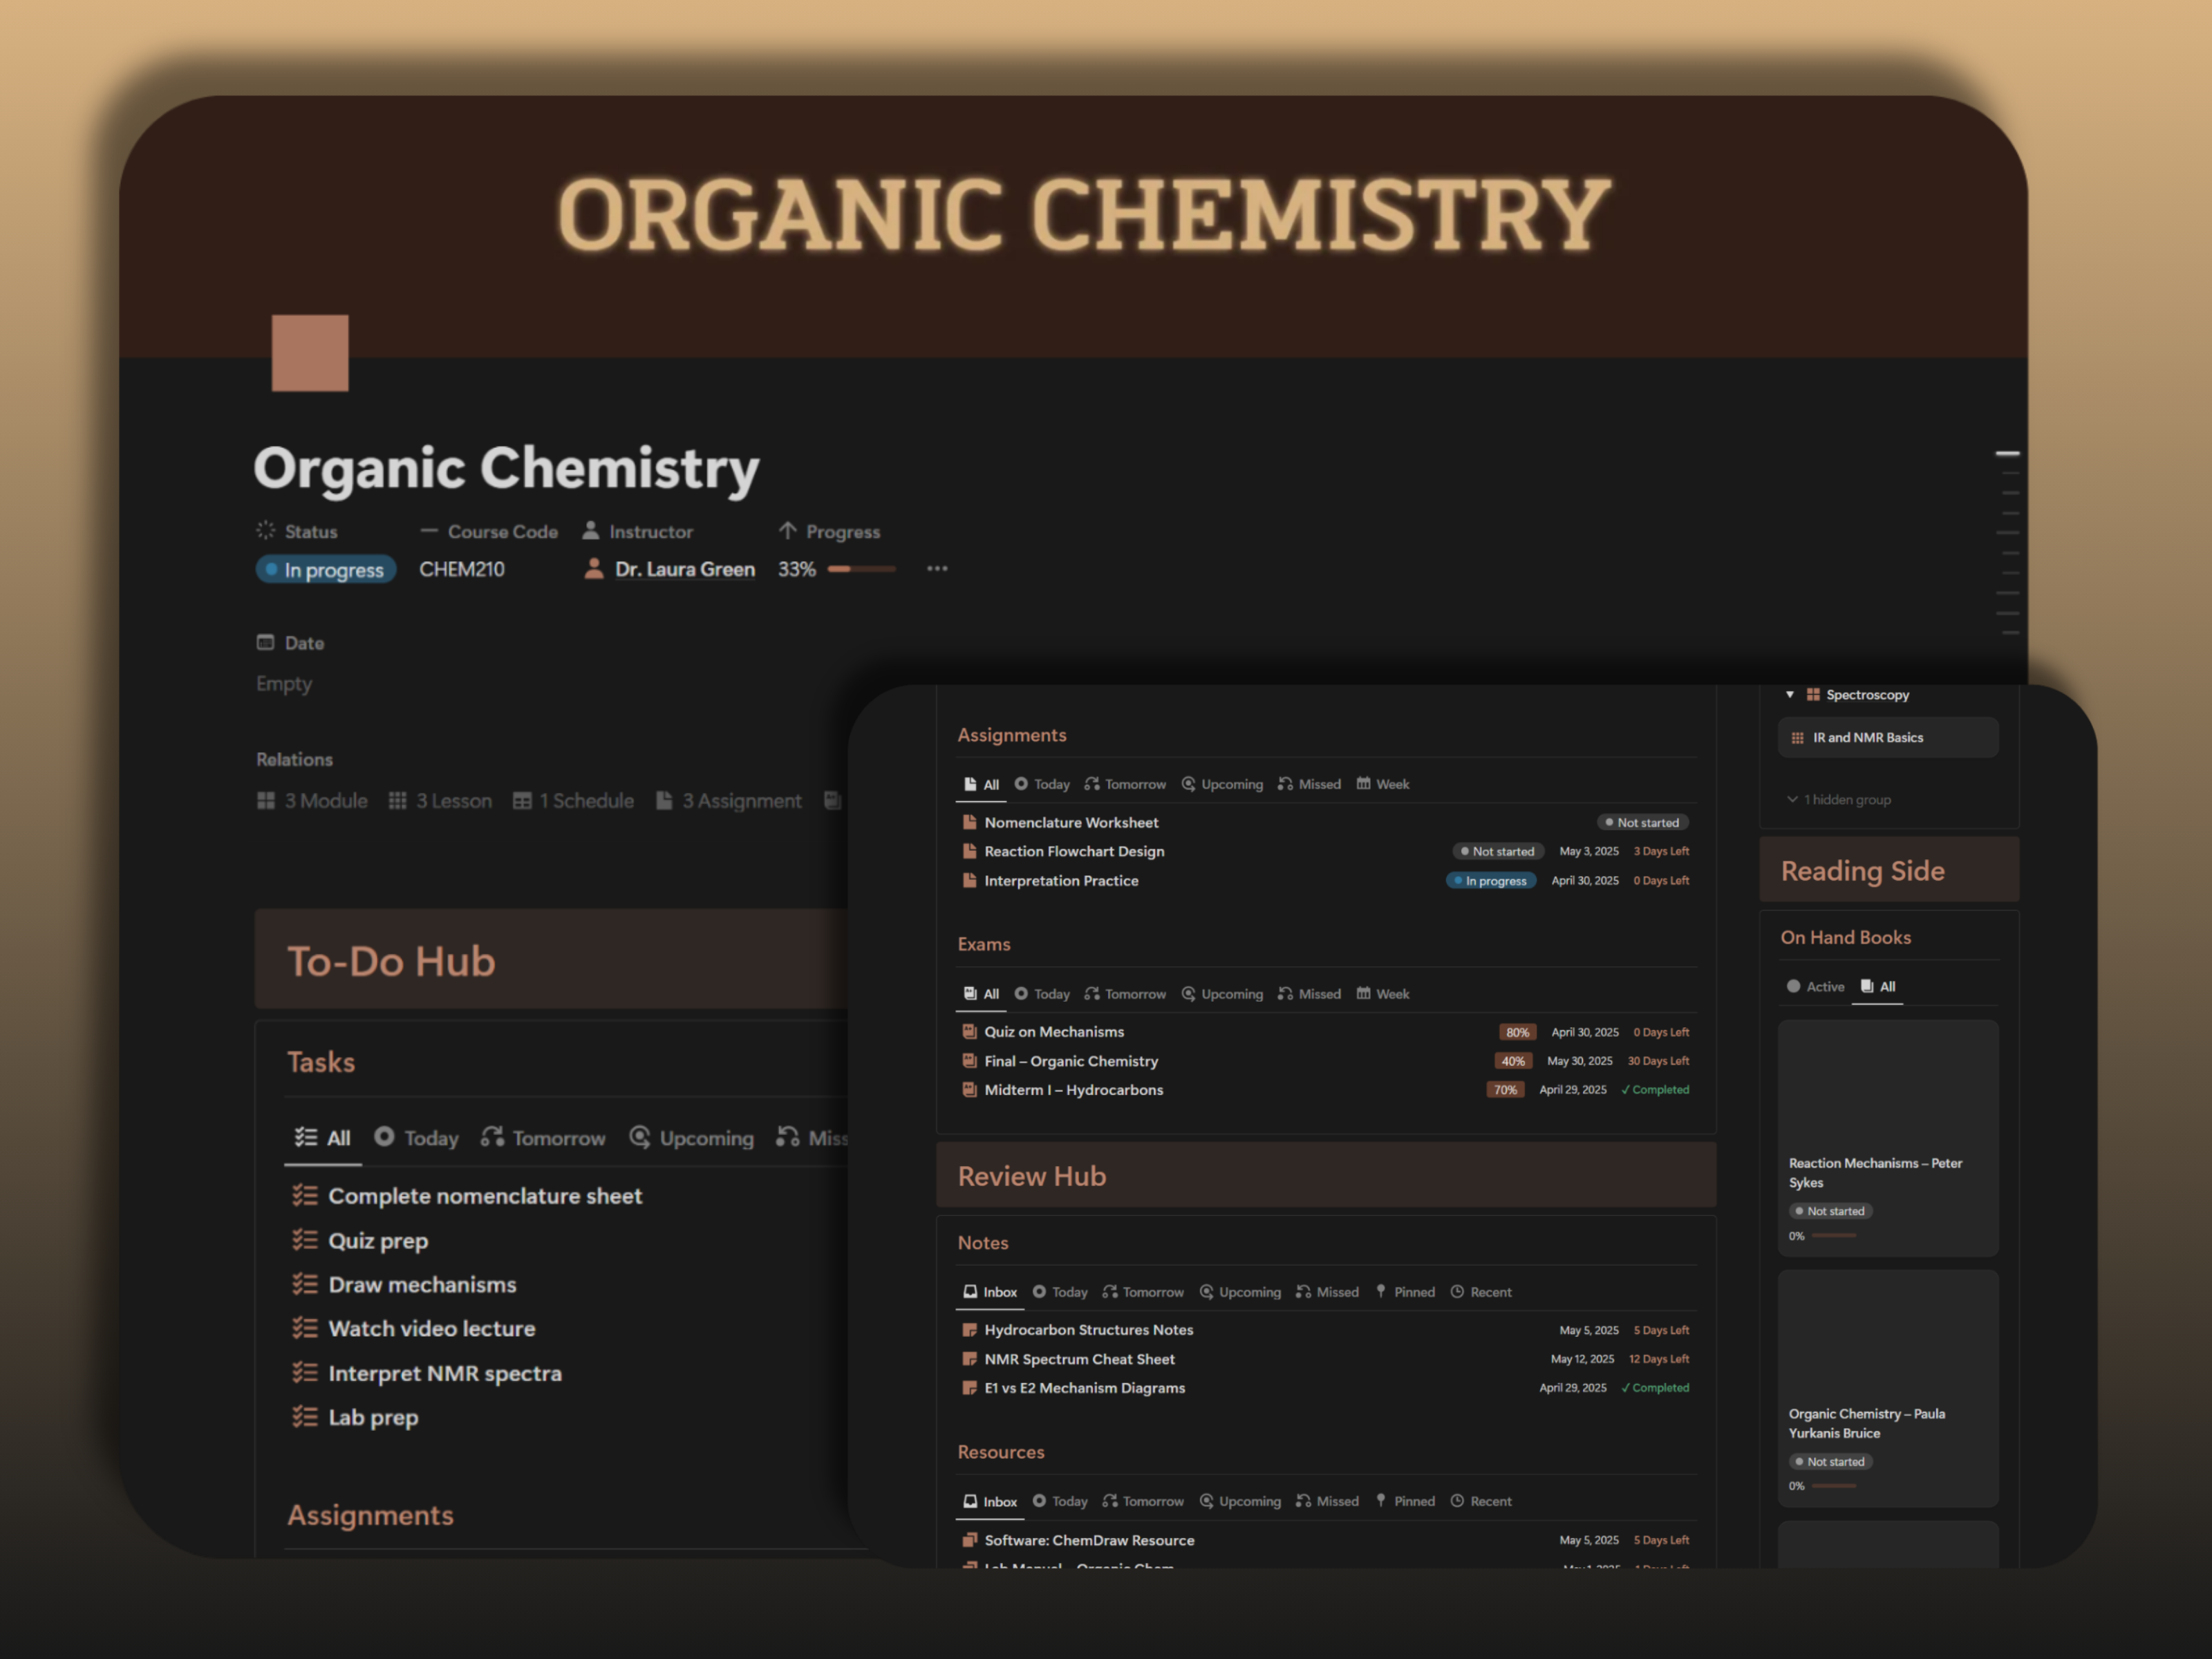 ORGANIC CHEMISTRY
Organic Chemistry
Status Course Code Instructor Progress
In progress CHEM210 Dr. Laura Green 33%
Date
Empty
Relations
3 Module 3 Lesson 1 Schedule 3 Assignment
To-Do Hub
Tasks
All Today Tomorrow Upcoming Miss
Complete nomenclature sheet
Quiz prep
Draw mechanisms
Watch video lecture
Interpret NMR spectra
Lab prep
Assignments
Assignments
All Today Tomorrow Upcoming Missed Week
Nomenclature Worksheet Not started
Reaction Flowchart Design Not started May 3, 2025 3 Days Left
Interpretation Practice In progress April 30, 2025 0 Days Left
Exams
All Today Tomorrow Upcoming Missed Week
Quiz on Mechanisms 80% April 30, 2025 0 Days Left
Final – Organic Chemistry 40% May 30, 2025 30 Days Left
Midterm I – Hydrocarbons 70% April 29, 2025 ✓ Completed
Review Hub
Notes
Inbox Today Tomorrow Upcoming Missed Pinned Recent
Hydrocarbon Structures Notes May 5, 2025 5 Days Left
NMR Spectrum Cheat Sheet May 12, 2025 12 Days Left
E1 vs E2 Mechanism Diagrams April 29, 2025 ✓ Completed
Resources
Inbox Today Tomorrow Upcoming Missed Pinned Recent
Software: ChemDraw Resource May 5, 2025 5 Days Left
Lab Manual – Organic Chem
Spectroscopy
IR and NMR Basics
1 hidden group
Reading Side
On Hand Books
Active All
Reaction Mechanisms – Peter
Sykes
Not started
0%
Organic Chemistry – Paula
Yurkanis Bruice
Not started
0%